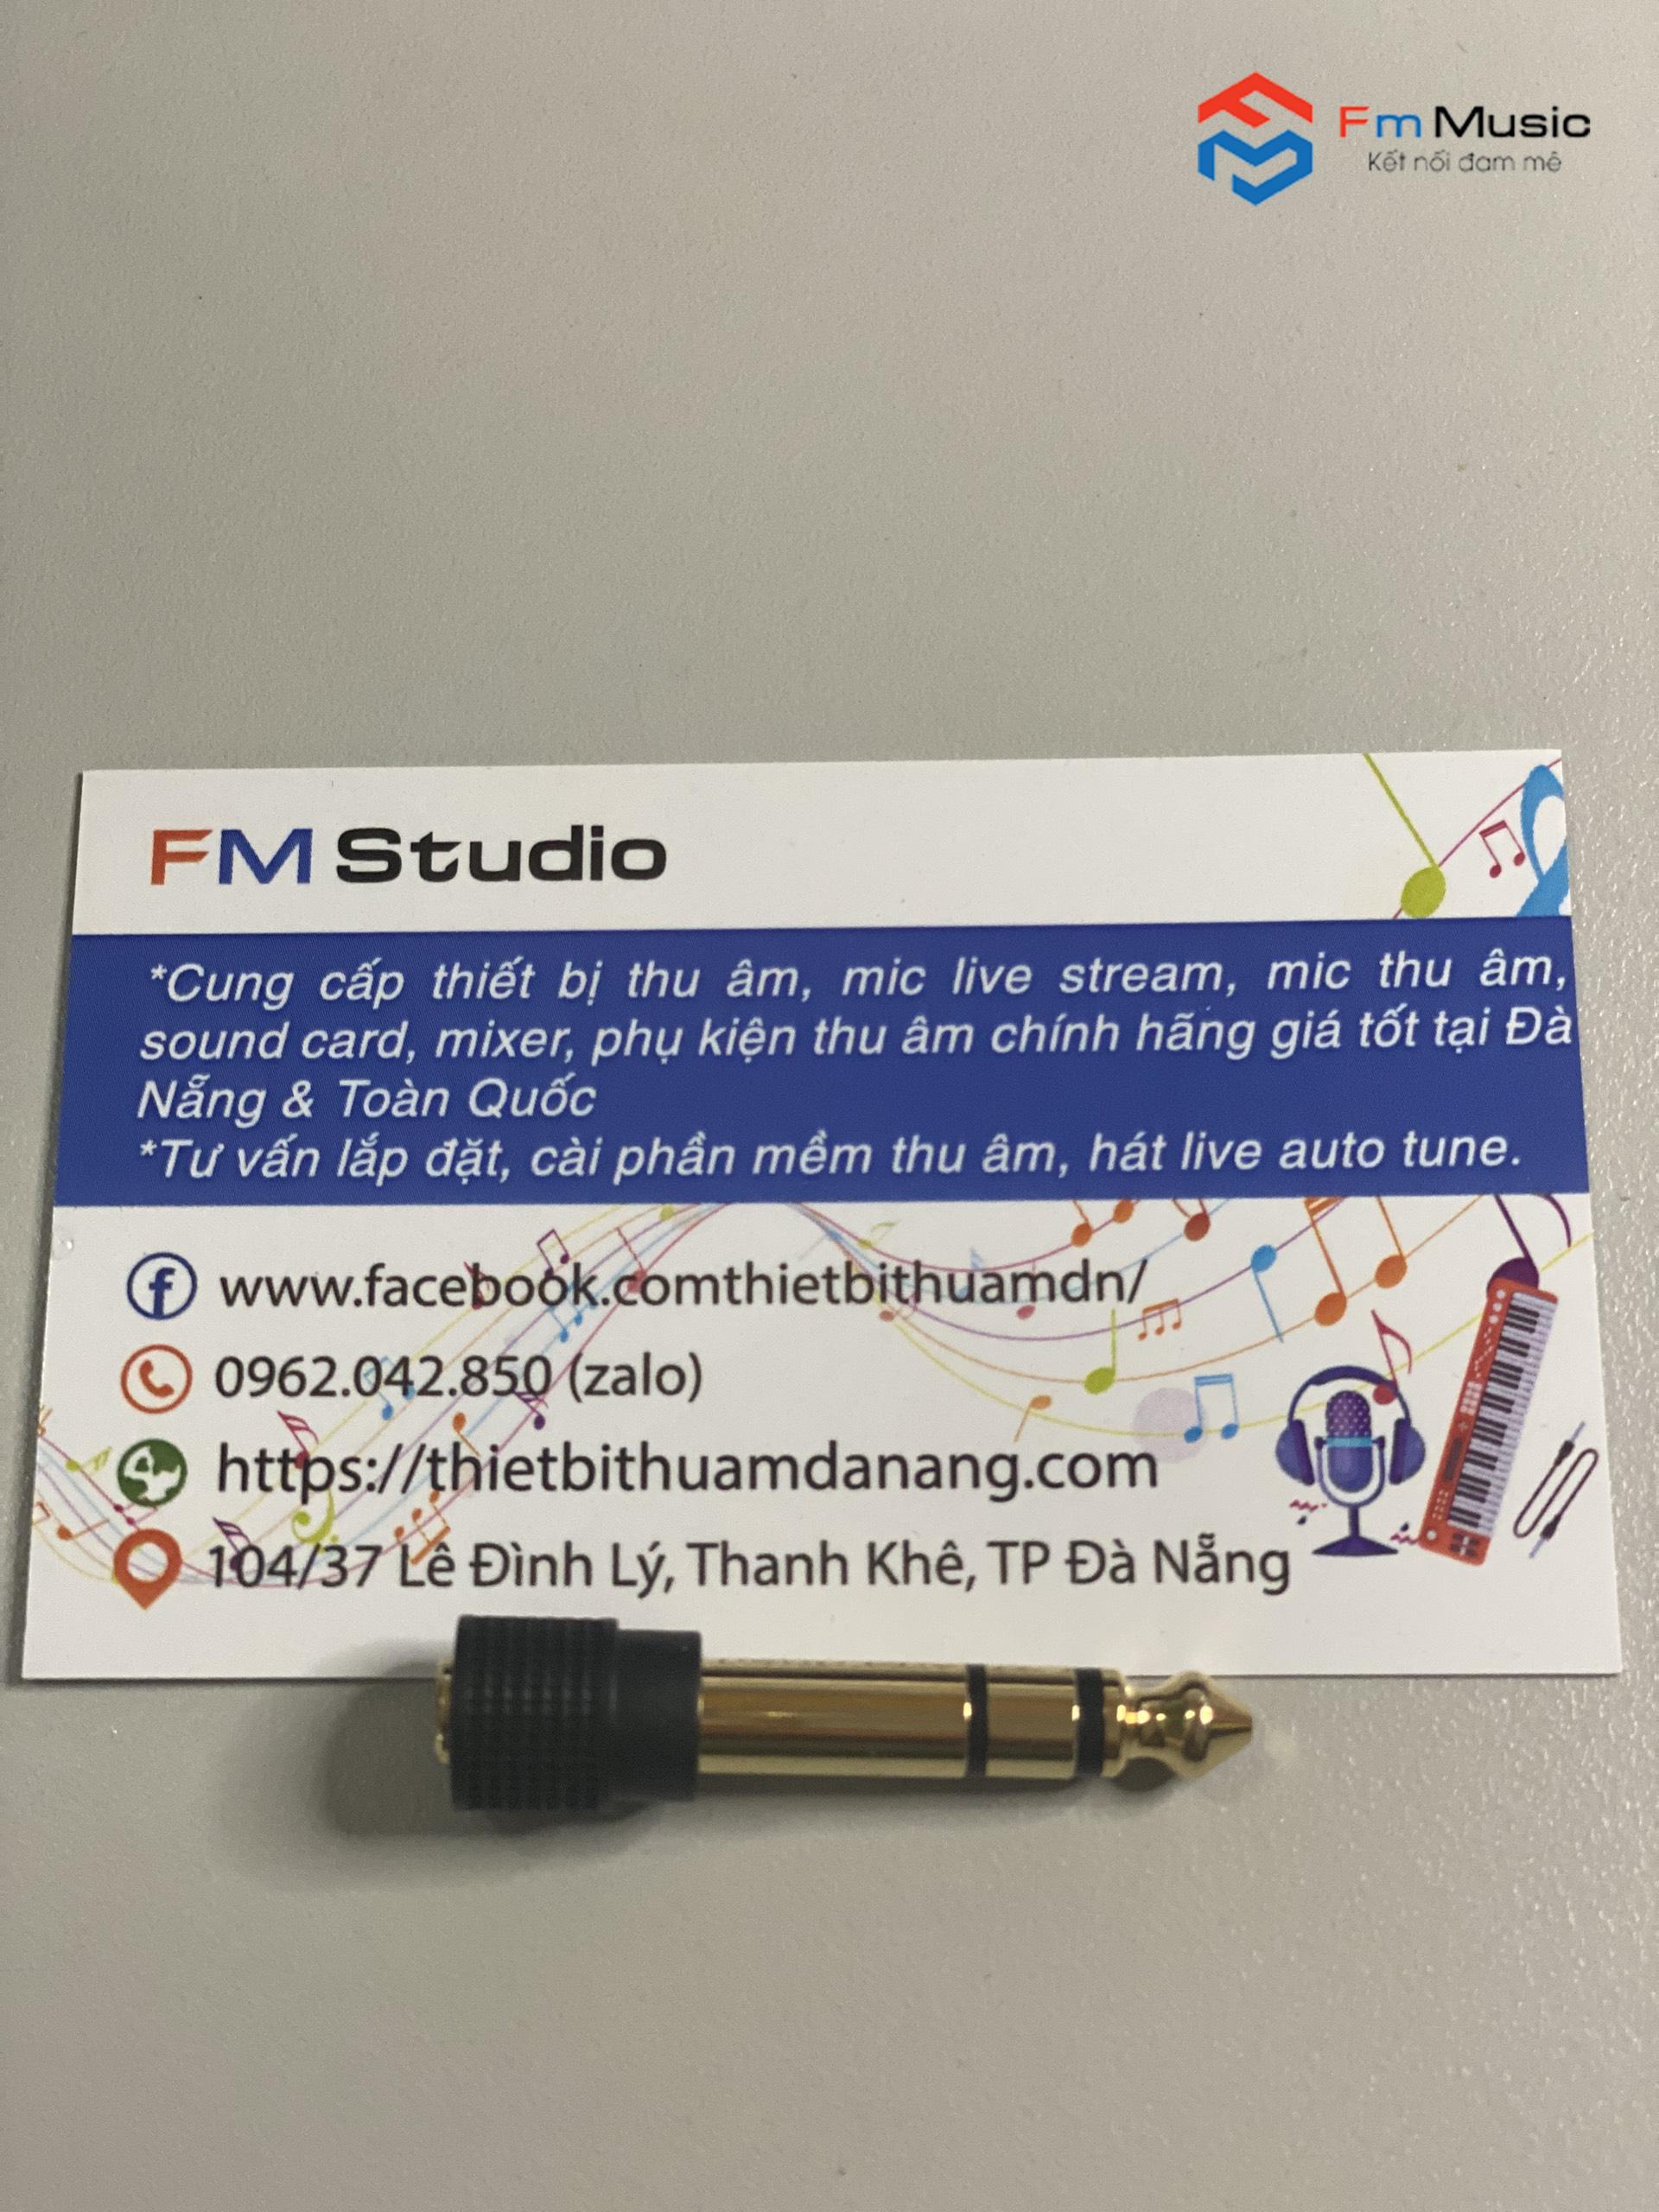 Fm Music
Kết nối đam mê
FM Studio
*Cung cấp thiết bị thu âm, mic live stream, mic thu âm,
sound card, mixer, phụ kiện thu âm chính hãng giá tốt tại Đà
Nẵng & Toàn Quốc
*Tư vấn lắp đặt, cài phần mềm thu âm, hát live auto tune.
www.facebook.comthietbithuamdn/
0962.042.850 (zalo)
https://thietbithuamdanang.com
104/37 Lê Đình Lý, Thanh Khê, TP Đà Nẵng